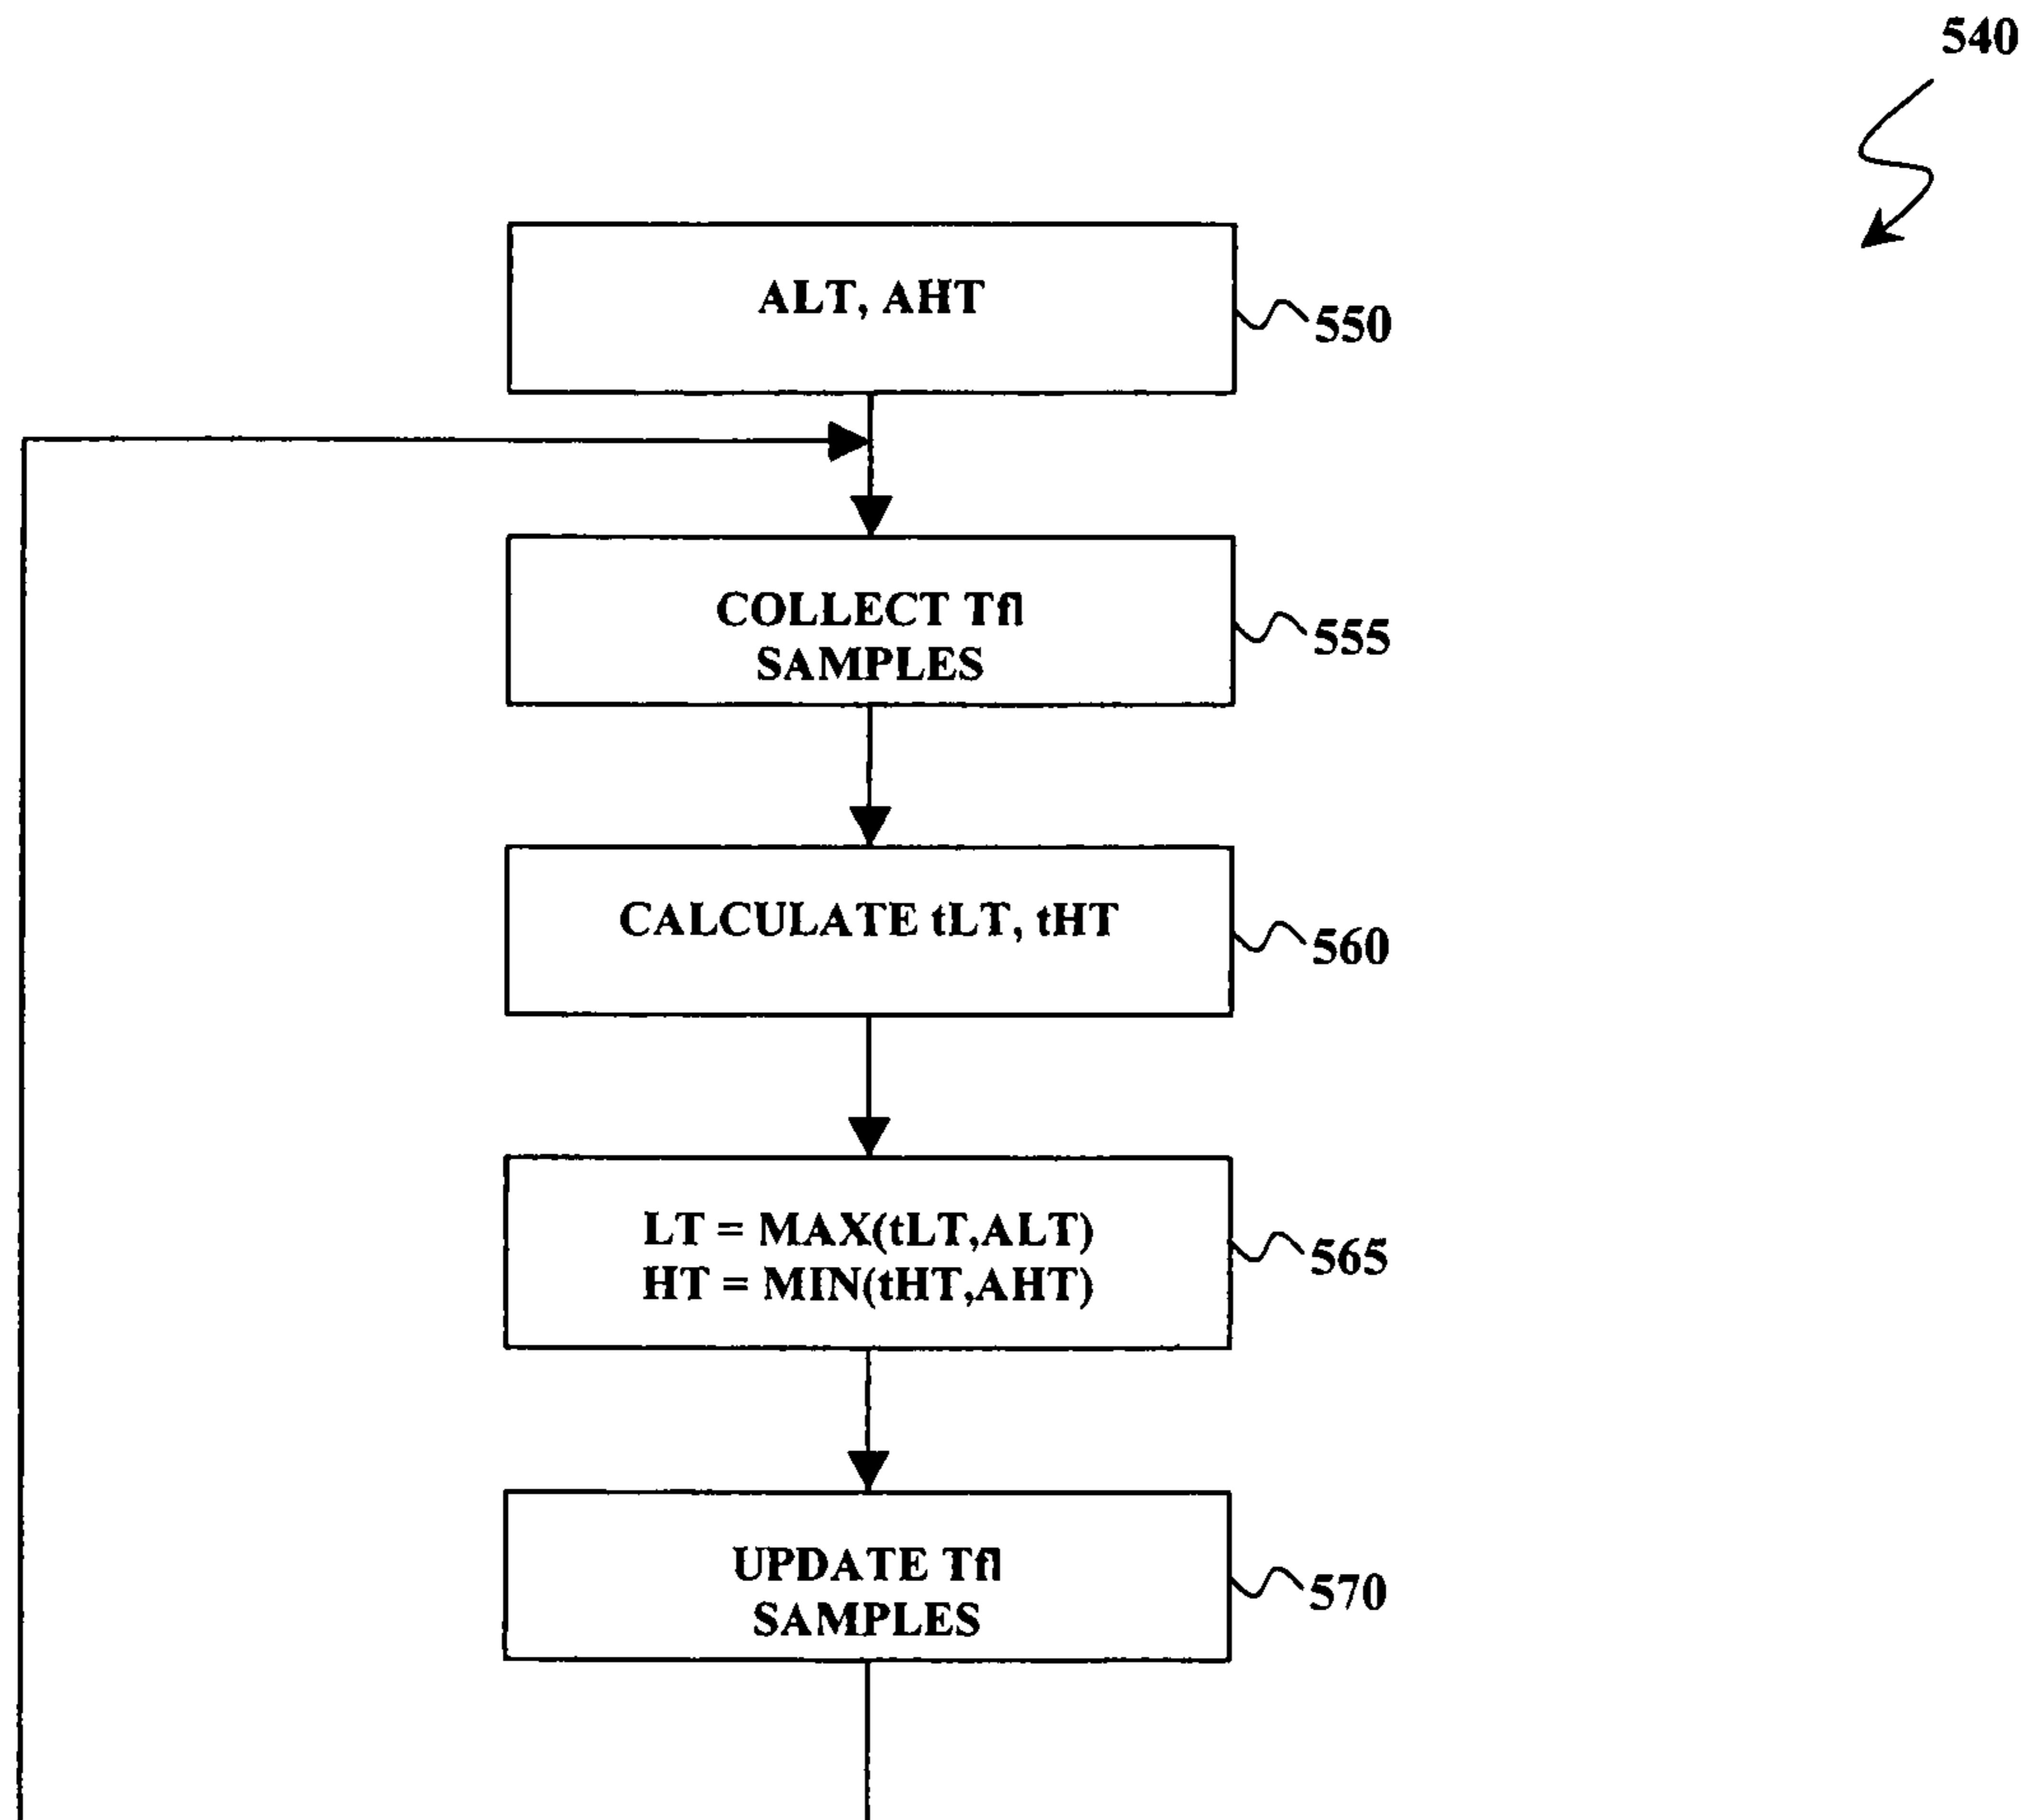 540
ALT, AHT
550
COLLECT Tfl
SAMPLES
555
CALCULATE tLT, tHT
560
LT = MAX(tLT,ALT)
HT = MIN(tHT,AHT)
565
UPDATE Tfl
SAMPLES
570